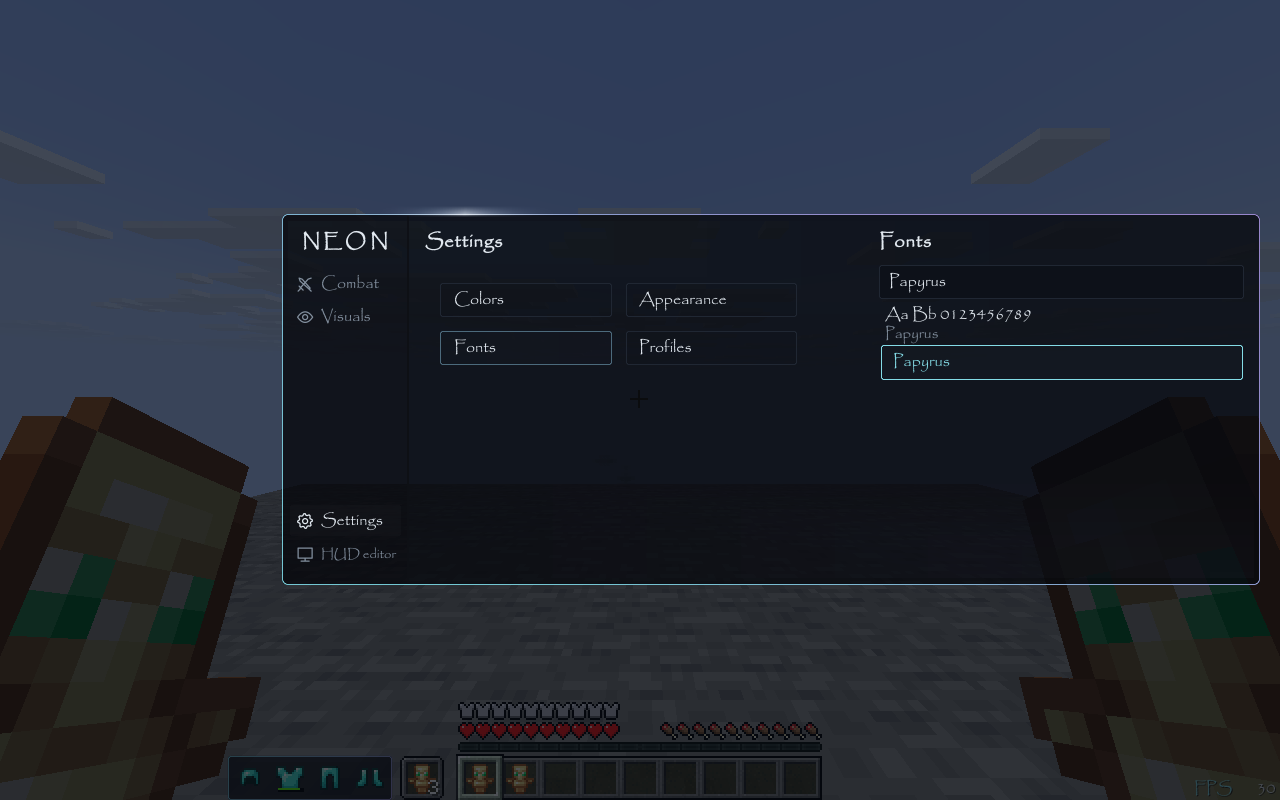 NEON
Combat
Visuals
Settings
HUD editor
Settings
Colors
Appearance
Fonts
Profiles
Fonts
Papyrus
Aa Bb 0123456789
Papyrus
Papyrus
3
FPS 30